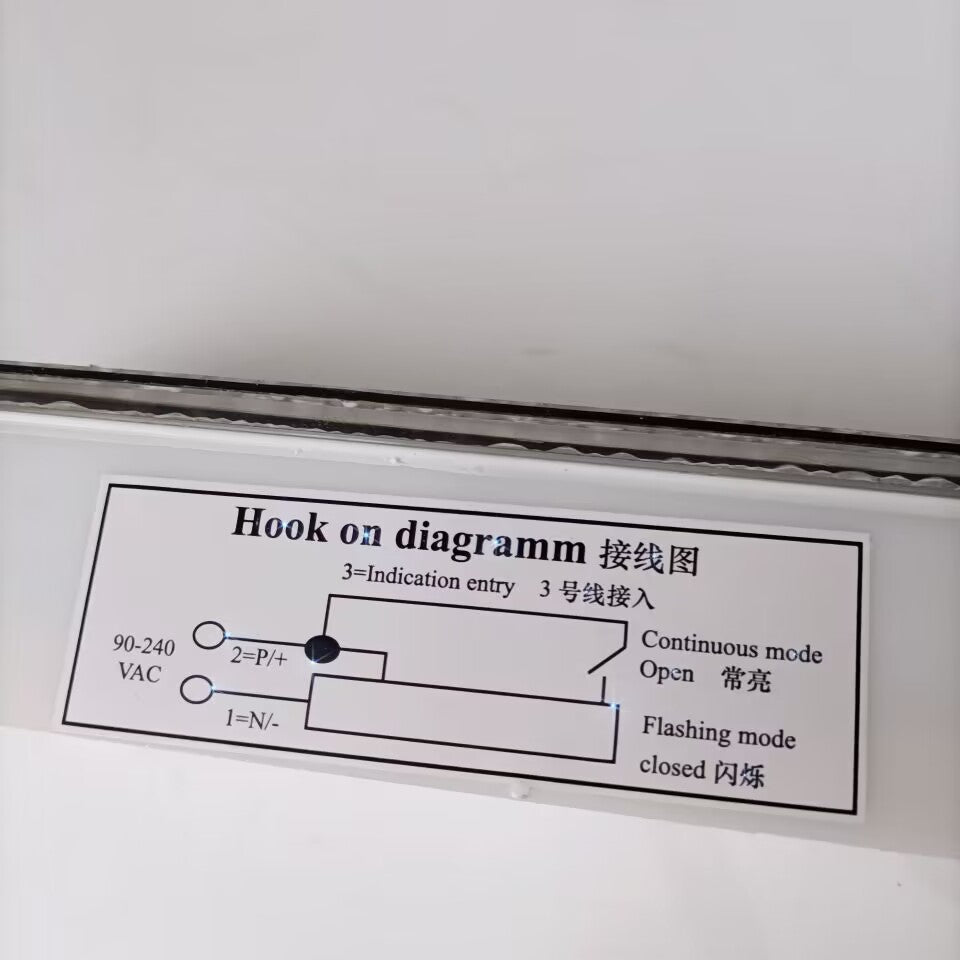 Hook on diagramm 接线图
3=Indication entry 3 号线接入
90-240
VAC
2=P/+
1=N/-
Continuous mode
Open 常亮
Flashing mode
closed 闪烁